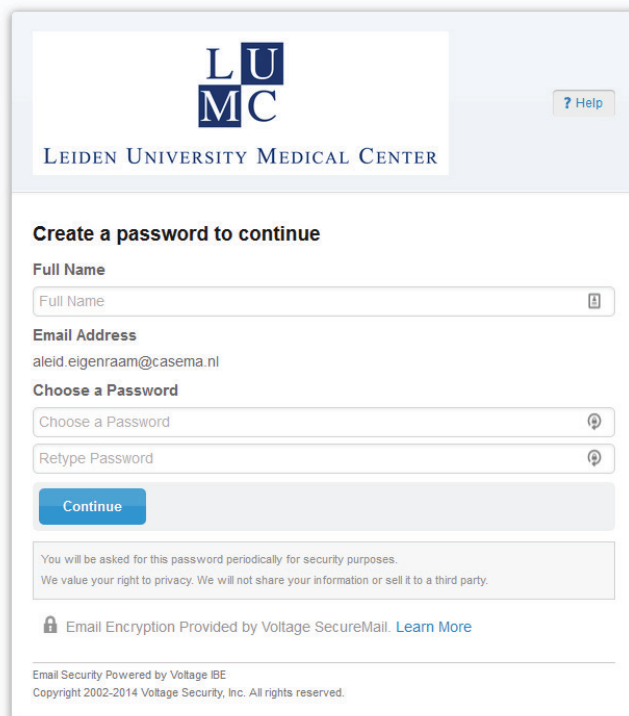 L U
M C
? Help
LEIDEN UNIVERSITY MEDICAL CENTER
Create a password to continue
Full Name
Full Name
Email Address
aleid.eigenraam@casema.nl
Choose a Password
Choose a Password
Retype Password
Continue
You will be asked for this password periodically for security purposes.
We value your right to privacy. We will not share your information or sell it to a third party.
Email Encryption Provided by Voltage SecureMail. Learn More
Email Security Powered by Voltage IBE
Copyright 2002-2014 Voltage Security, Inc. All rights reserved.